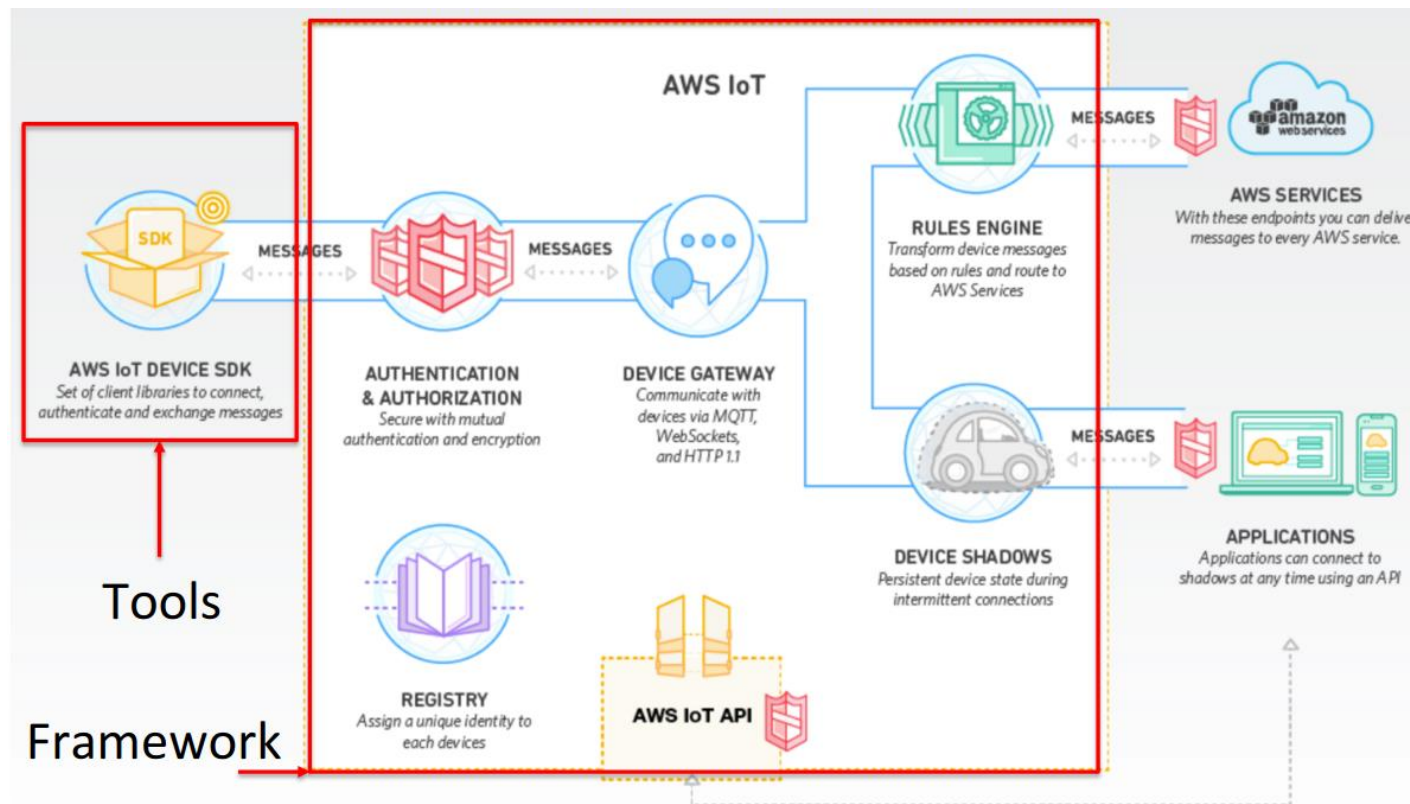 AWS IoT
MESSAGES
amazon
web services
AWS SERVICES
With these endpoints you can delive
messages to every AWS service.
SDK
MESSAGES
MESSAGES
RULES ENGINE
Transform device messages
based on rules and route to
AWS Services
AWS IoT DEVICE SDK
Set of client libraries to connect,
authenticate and exchange messages
AUTHENTICATION
& AUTHORIZATION
Secure with mutual
authentication and encryption
DEVICE GATEWAY
Communicate with
devices via MQTT,
WebSockets,
and HTTP 1.1
MESSAGES
APPLICATIONS
Applications can connect to
shadows at any time using an API
DEVICE SHADOWS
Persistent device state during
intermittent connections
Tools
REGISTRY
Assign a unique identity to
each devices
AWS IoT API
Framework